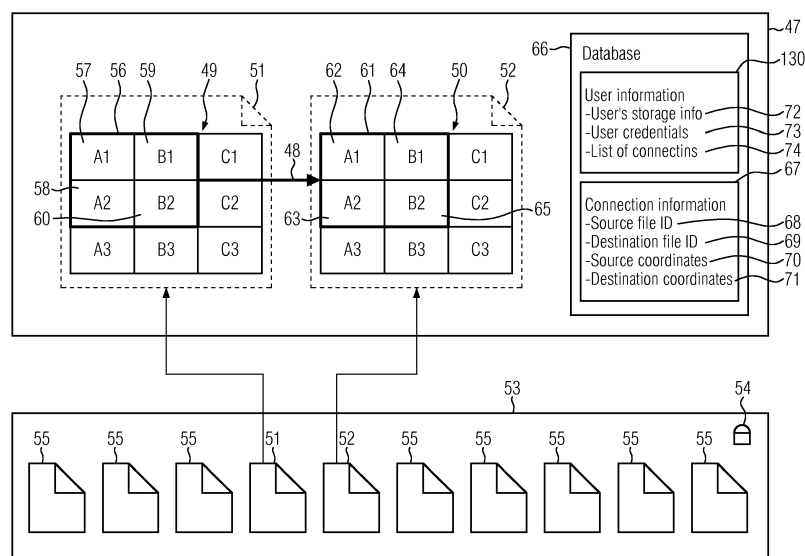 47
66
Database
130
57 56 59 49 51
62 61 64 50 52
User information
-User's storage info 72
-User credentials 73
-List of connectins 74
67
A1 B1 C1
A1 B1 C1
48
58
A2 B2 C2
A2 B2 C2
60
63
65
A3 B3 C3
A3 B3 C3
Connection information
-Source file ID 68
-Destination file ID 69
-Source coordinates 70
-Destination coordinates 71
53
54
55 55 55 51 52 55 55 55 55 55